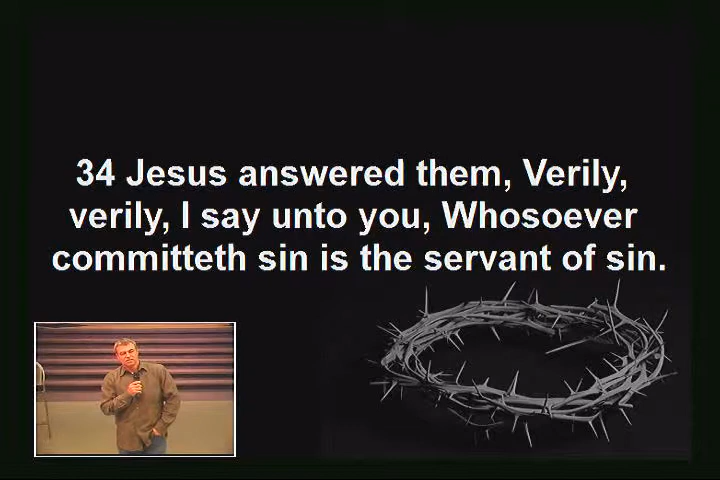 34 Jesus answered them, Verily,
verily, I say unto you, Whosoever
committeth sin is the servant of sin.